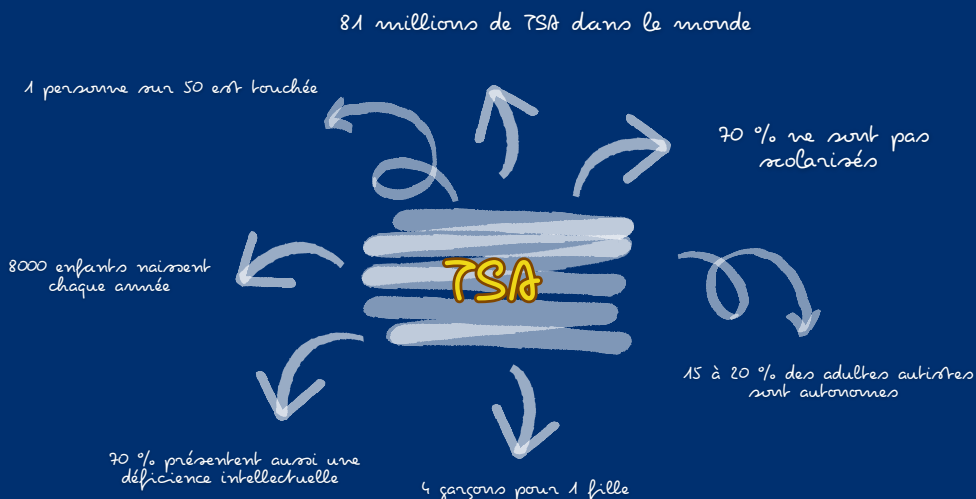 81 millions de TSA dans le monde
1 personne sur 50 est touchée
70 % ne sont pas
scolarisés
8000 enfants naissent
chaque année
TSA
15 à 20 % des adultes autistes
sont autonomes
70 % présentent aussi une
déficience intellectuelle
4 garçons pour 1 fille